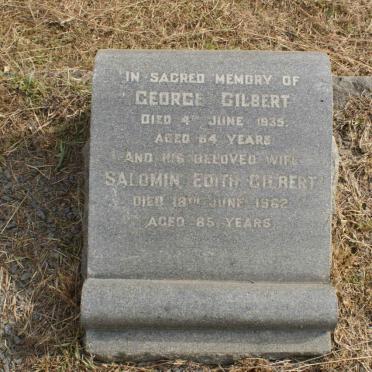 IN SACRED MEMORY OF
GEORGE GILBERT
DIED 4TH JUNE 1935.
AGED 64 YEARS
AND HIS BELOVED WIFE
SALOMIN EDITH GILBERT
DIED 18TH JUNE 1962
AGED 85 YEARS